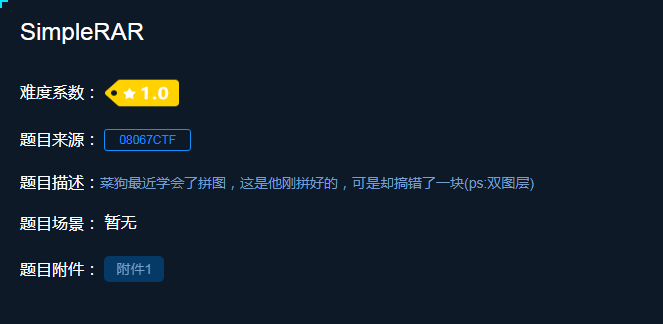 SimpleRAR
难度系数： ★1.0
题目来源： 08067CTF
题目描述：菜狗最近学会了拼图，这是他刚拼好的，可是却搞错了一块(ps:双图层)
题目场景： 暂无
题目附件： 附件1